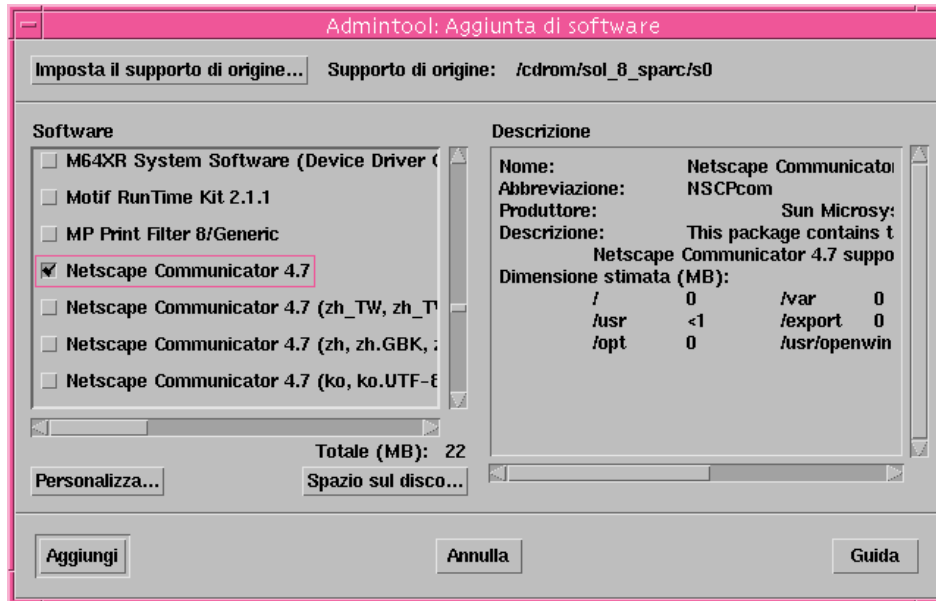 Admintool: Aggiunta di software
Imposta il supporto di origine... Supporto di origine: /cdrom/sol_8_sparc/s0
Software
M64XR System Software (Device Driver
Motif RunTime Kit 2.1.1
MP Print Filter 8/Generic
Netscape Communicator 4.7
Netscape Communicator 4.7 (zh_TW,
Netscape Communicator 4.7 (zh, zh.GBK,
Netscape Communicator 4.7 (ko, ko.UTF-8
Totale (MB): 22
Personalizza... Spazio sul disco...
Descrizione
Nome: Netscape Communicator
Abbreviazione: NSCPcom
Produttore: Sun
Descrizione: This package contains
Netscape Communicator 4.7
Dimensione stimata (MB):
/ 0 /var 0
/usr <1 /export 0
/opt 0 /usr/openwin
Aggiungi Annulla Guida